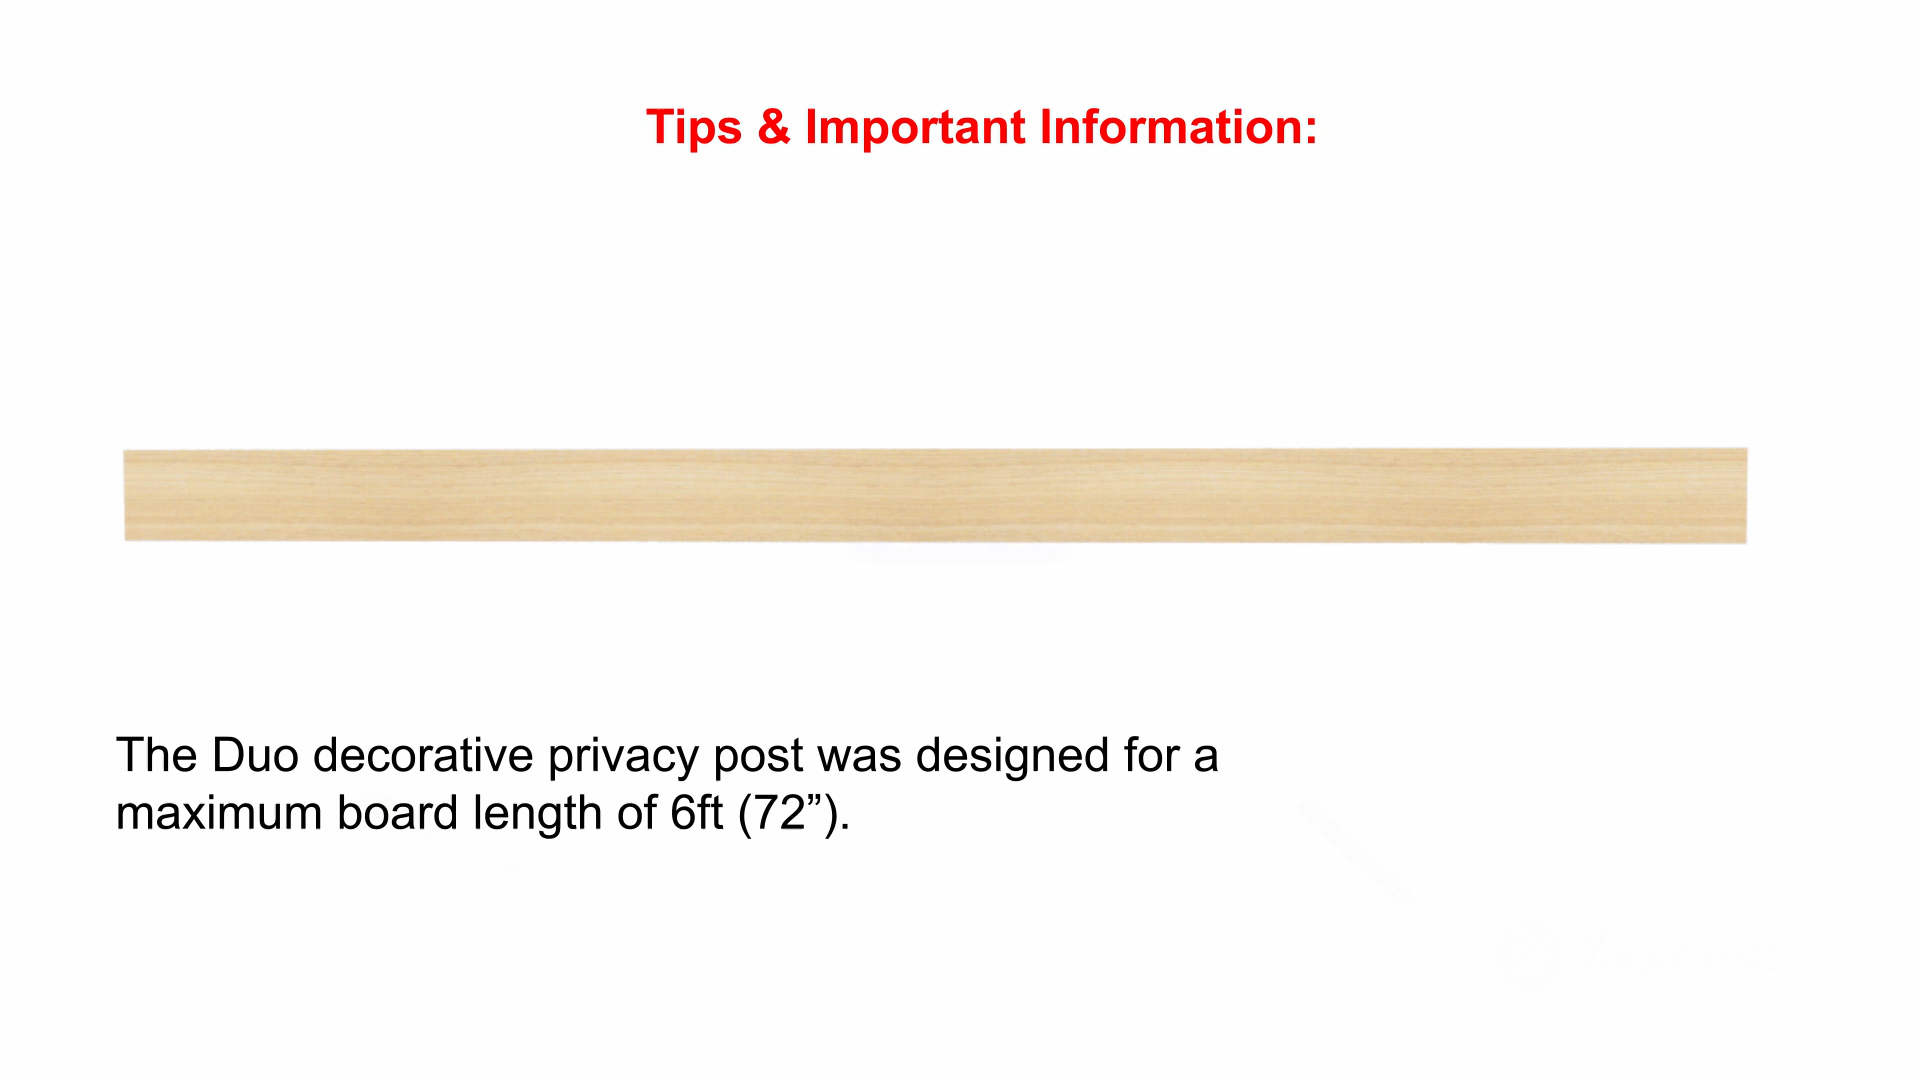 Tips & Important Information:
The Duo decorative privacy post was designed for a
maximum board length of 6ft (72”).